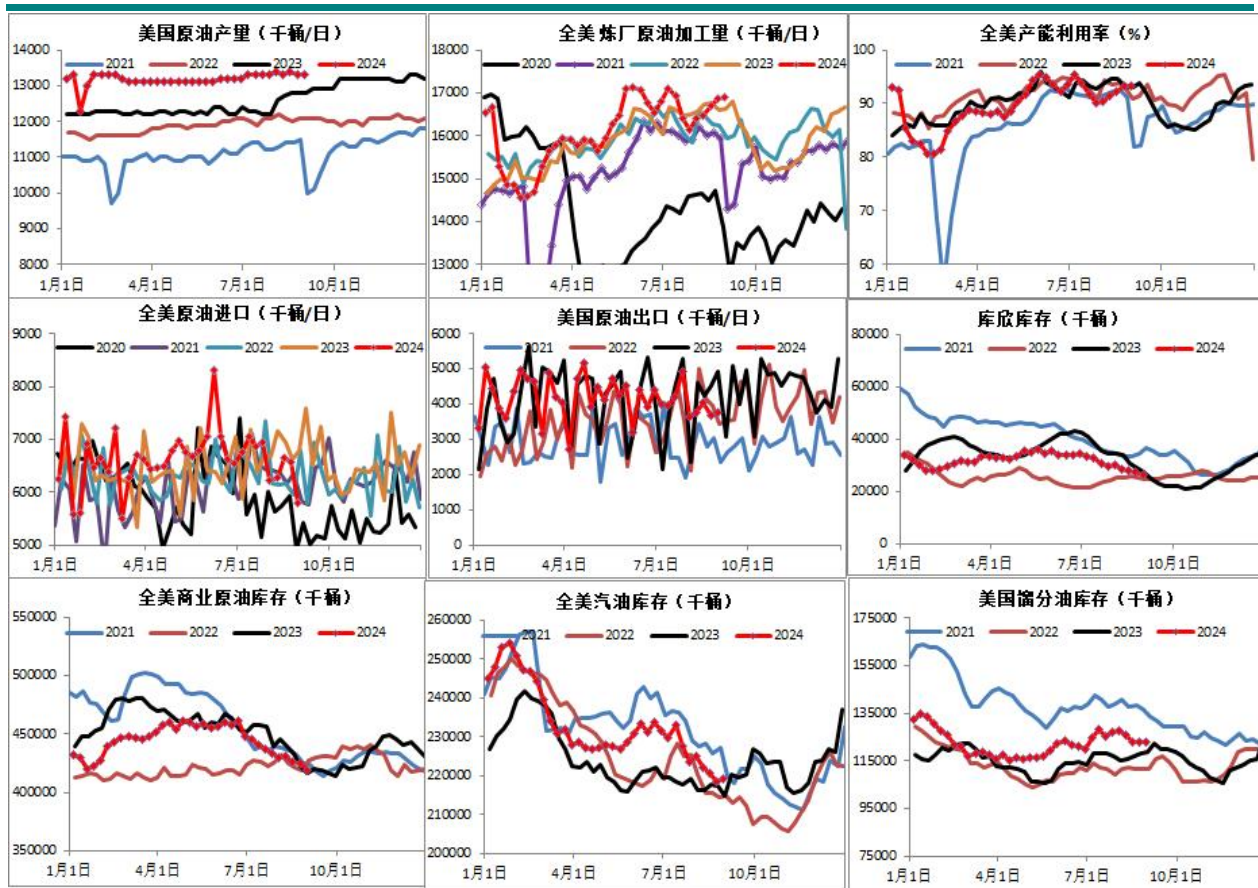 美国原油产量（千桶/日）
2021 2022 2023 2024
14000
13000
12000
11000
10000
9000
8000
1月1日 4月1日 7月1日 10月1日
全美炼厂原油加工量（千桶/日）
2020 2021 2022 2023 2024
18000
17000
16000
15000
14000
13000
1月1日 4月1日 7月1日 10月1日
全美产能利用率（%）
2021 2022 2023 2024
100
90
80
70
60
1月1日 4月1日 7月1日 10月1日
全美原油进口（千桶/日）
2020 2021 2022 2023 2024
9000
8000
7000
6000
5000
1月1日 4月1日 7月1日 10月1日
美国原油出口（千桶/日）
2021 2022 2023 2024
6000
5000
4000
3000
2000
1000
0
1月1日 4月1日 7月1日 10月1日
库欣库存（千桶）
2021 2022 2023 2024
80000
60000
40000
20000
0
1月1日 4月1日 7月1日 10月1日
全美商业原油库存（千桶）
2021 2022 2023 2024
550000
500000
450000
400000
350000
1月1日 4月1日 7月1日 10月1日
全美汽油库存（千桶）
2021 2022 2023 2024
260000
250000
240000
230000
220000
210000
200000
1月1日 4月1日 7月1日 10月1日
美国馏分油库存（千桶）
2021 2022 2023 2024
175000
155000
135000
115000
95000
75000
1月1日 4月1日 7月1日 10月1日